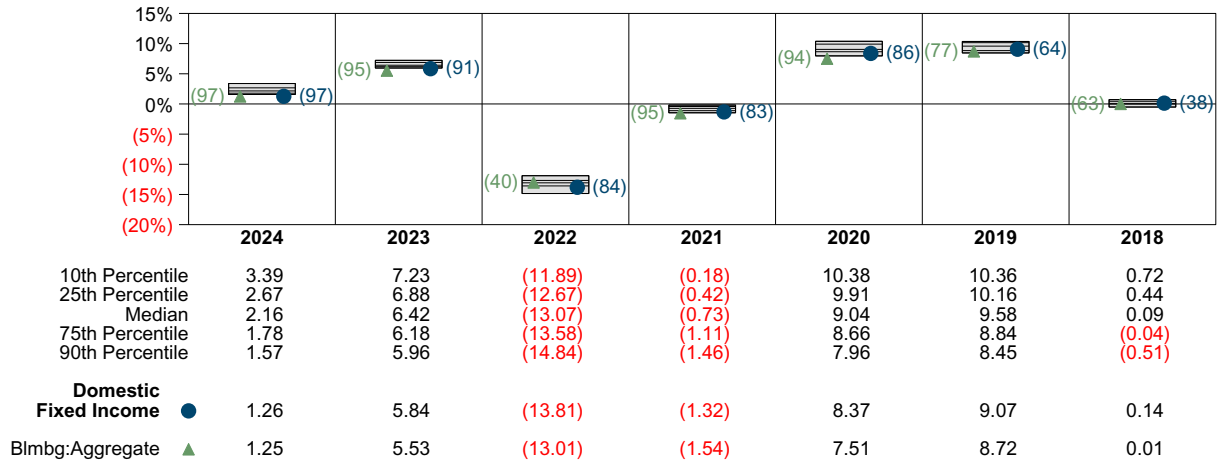 15%
10%
5%
0%
(5%)
(10%)
(15%)
(20%)
(97) (97)
(95) (91)
(40) (84)
(95) (83)
(94) (86)
(77) (64)
(63) (38)
2024 2023 2022 2021 2020 2019 2018
10th Percentile 3.39 7.23 (11.89) (0.18) 10.38 10.36 0.72
25th Percentile 2.67 6.88 (12.67) (0.42) 9.91 10.16 0.44
Median 2.16 6.42 (13.07) (0.73) 9.04 9.58 0.09
75th Percentile 1.78 6.18 (13.58) (1.11) 8.66 8.84 (0.04)
90th Percentile 1.57 5.96 (14.84) (1.46) 7.96 8.45 (0.51)
Domestic
Fixed Income 1.26 5.84 (13.81) (1.32) 8.37 9.07 0.14
Blmbg:Aggregate 1.25 5.53 (13.01) (1.54) 7.51 8.72 0.01